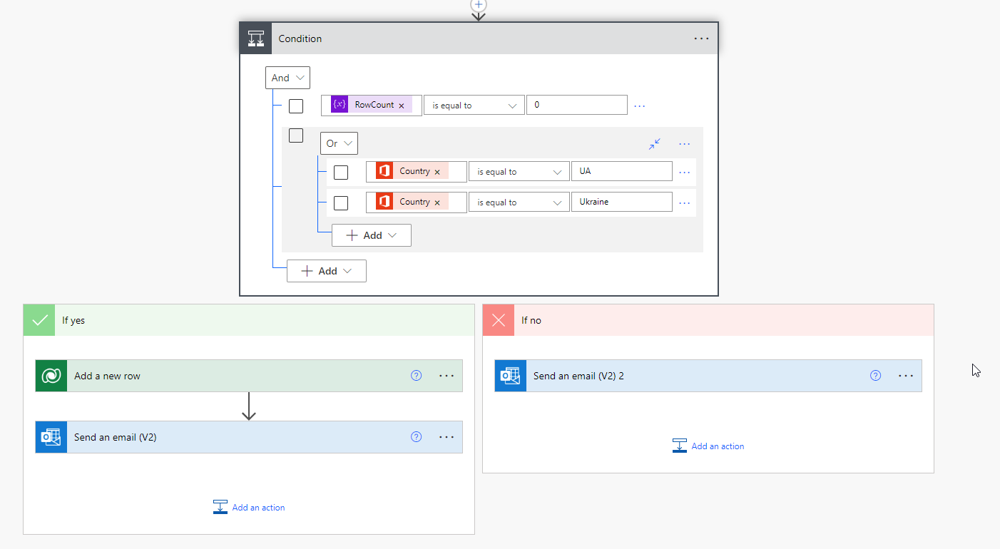 Condition
And
{x} RowCount × is equal to 0
Or
Country × is equal to UA
Country × is equal to Ukraine
Add
Add
If yes
If no
Add a new row
Send an email (V2) 2
Send an email (V2)
Add an action
Add an action